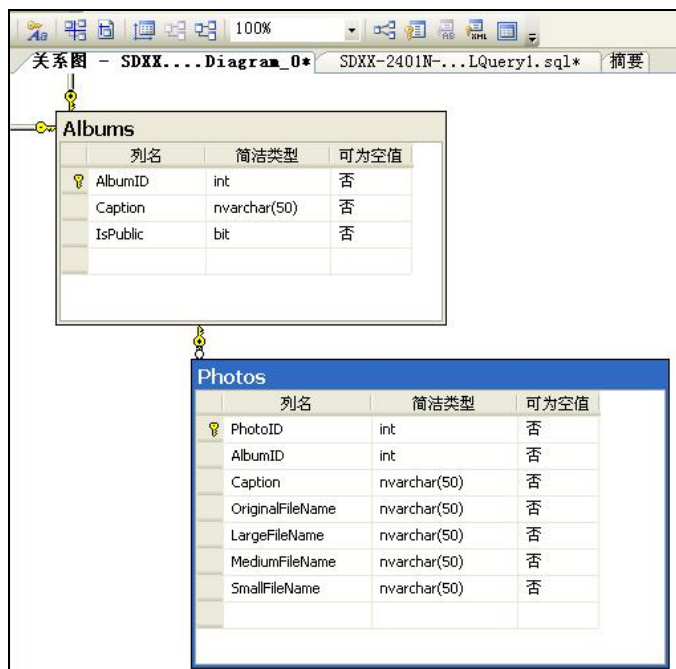 100%
关系图 - SDXX....Diagram_0* SDXX-2401N-...LQuery1.sql* 摘要
Albums
列名 简洁类型 可为空值
AlbumID int 否
Caption nvarchar(50) 否
IsPublic bit 否
Photos
列名 简洁类型 可为空值
PhotoID int 否
AlbumID int 否
Caption nvarchar(50) 否
OriginalFileName nvarchar(50) 否
LargeFileName nvarchar(50) 否
MediumFileName nvarchar(50) 否
SmallFileName nvarchar(50) 否